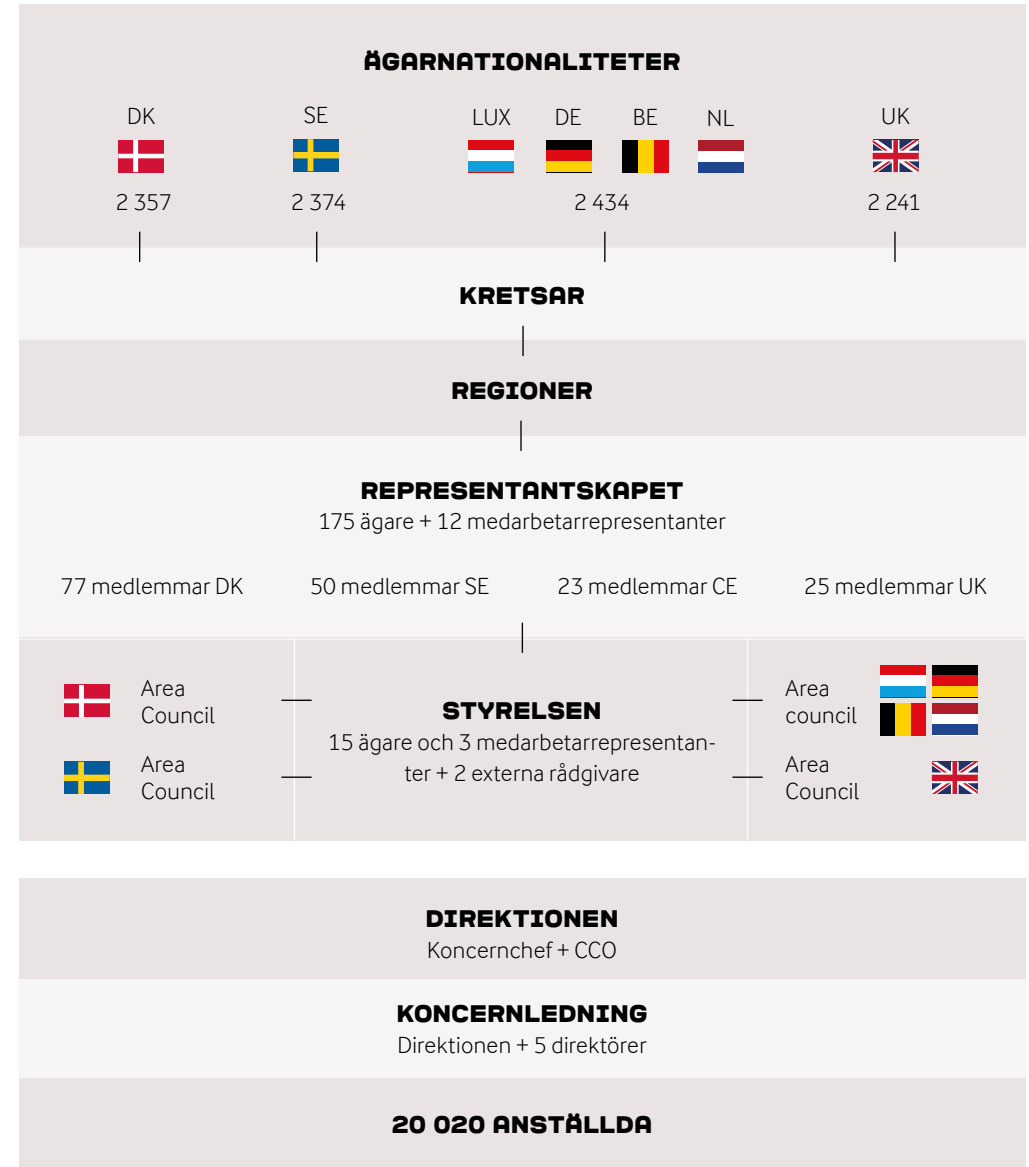 ÄGARNATIONALITETER
DK SE LUX DE BE NL UK
2 357 2 374 2 434 2 241
KRETSAR
REGIONER
REPRESENTANTSKAPET
175 ägare + 12 medarbetarrepresentanter
77 medlemmar DK 50 medlemmar SE 23 medlemmar CE 25 medlemmar UK
Area
Council
Area
Council
STYRELSEN
15 ägare och 3 medarbetarrepresentan-
ter + 2 externa rådgivare
Area
council
Area
Council
DIREKTIONEN
Koncernchef + CCO
KONCERNLEDNING
Direktionen + 5 direktörer
20 020 ANSTÄLLDA